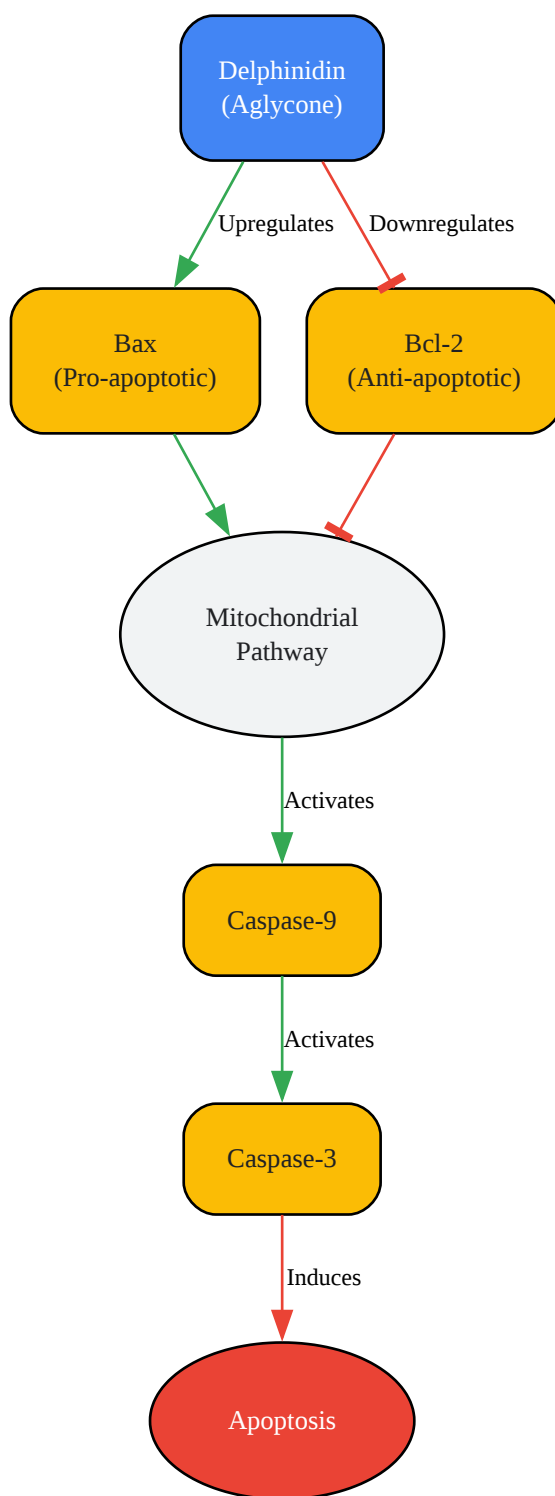 Delphinidin
(Aglycone)
Upregulates
Downregulates
Bax
(Pro-apoptotic)
Bcl-2
(Anti-apoptotic)
Mitochondrial
Pathway
Activates
Caspase-9
Activates
Caspase-3
Induces
Apoptosis